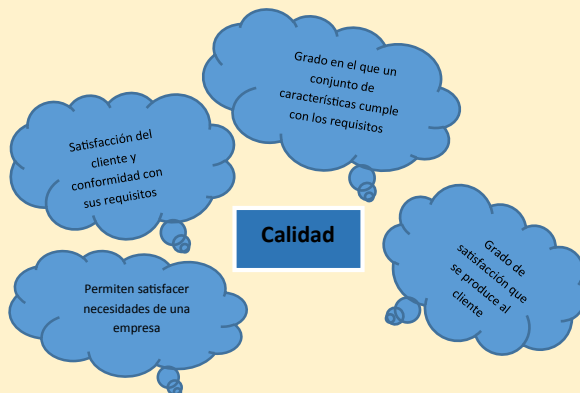 Grado en el que un
conjunto de
características cumple
con los requisitos
Satisfacción del
cliente y
conformidad con
sus requisitos
Calidad
Grado de
satisfacción que
se produce al
cliente
Permiten satisfacer
necesidades de una
empresa